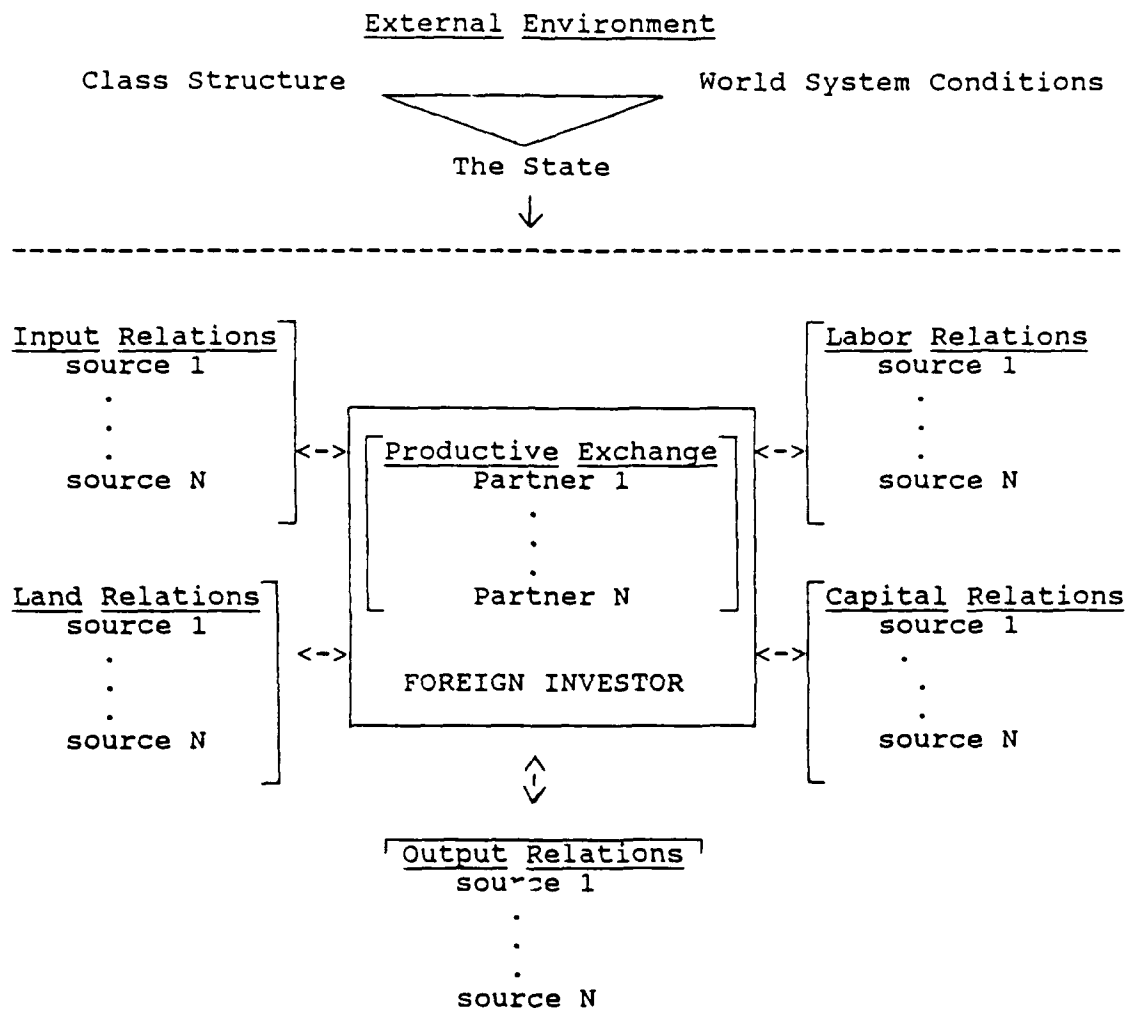 External Environment
Class Structure
World System Conditions
The State
Input Relations
source 1
source N
Labor Relations
source 1
source N
Productive Exchange
Partner 1
Partner N
FOREIGN INVESTOR
Land Relations
source 1
source N
Capital Relations
source 1
source N
Output Relations
source 1
source N